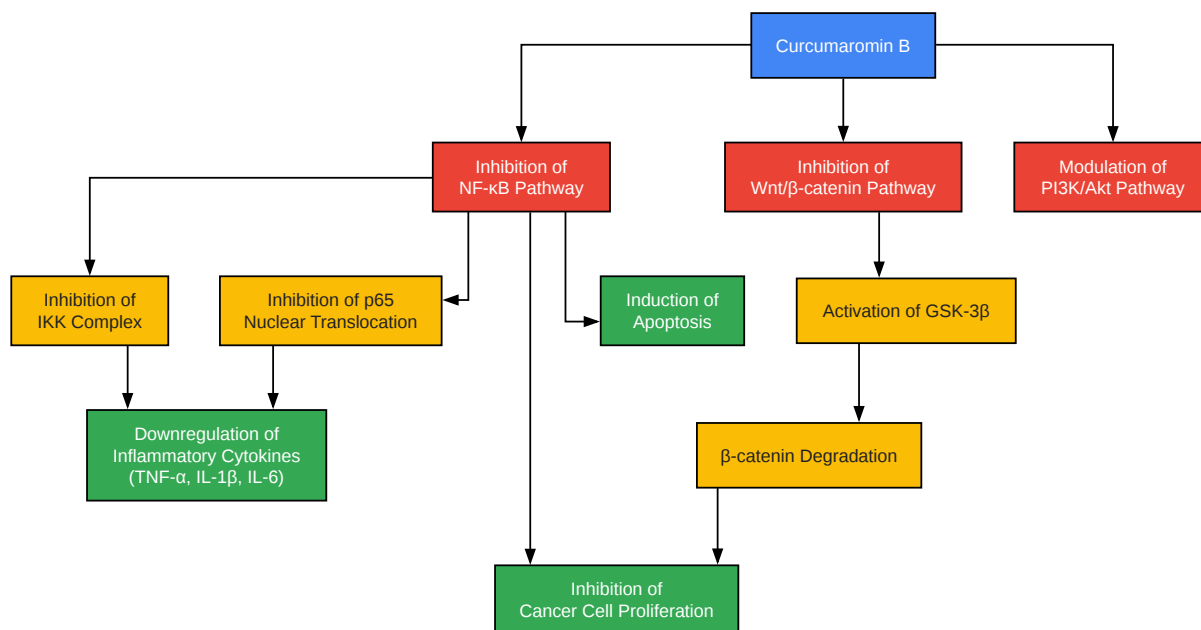 Curcumaromin B
Inhibition of
NF-κB Pathway
Inhibition of
Wnt/β-catenin Pathway
Modulation of
PI3K/Akt Pathway
Inhibition of
IKK Complex
Inhibition of p65
Nuclear Translocation
Induction of
Apoptosis
Activation of GSK-3β
Downregulation of
Inflammatory Cytokines
(TNF-α, IL-1β, IL-6)
β-catenin Degradation
Inhibition of
Cancer Cell Proliferation